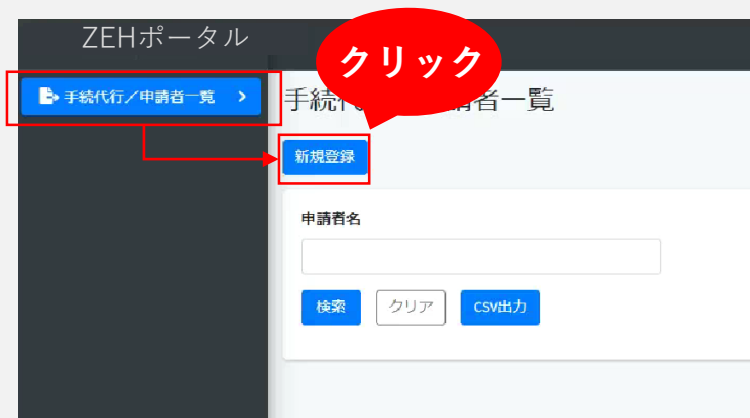 ZEHポータル
クリック
手続代行／申請者一覧
手続代 申請者一覧
新規登録
申請者名
検索
クリア
CSV出力